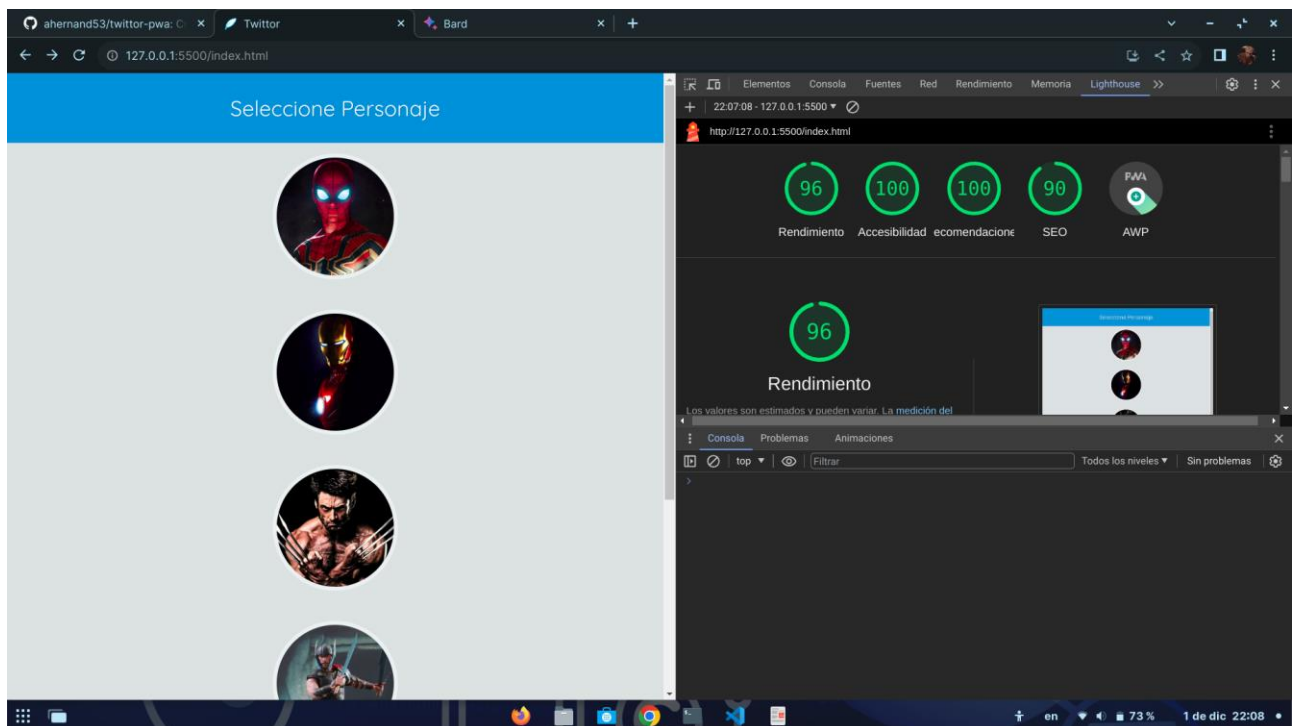 ahernand53/twittor-pwa: C
Twittor
Bard
127.0.0.1:5500/index.html
Seleccione Personaje
Elementos Consola Fuentes Red Rendimiento Memoria Lighthouse
22:07:08 - 127.0.0.1:5500
http://127.0.0.1:5500/index.html
96 100 100 90 PWA
Rendimiento Accesibilidad ecomendacione SEO AWP
96
Rendimiento
Los valores son estimados y pueden variar. La medición del
Seleccione Personaje
Consola Problemas Animaciones
top Filtrar Todos los niveles Sin problemas
en 73 % 1 de dic 22:08